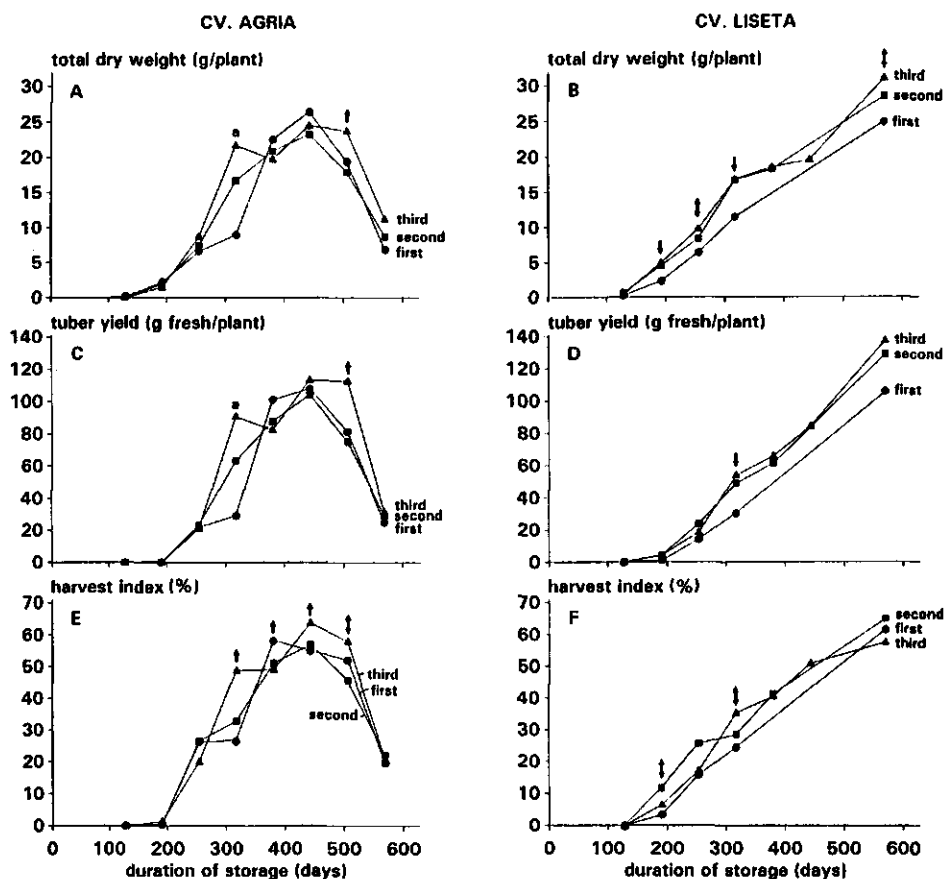 CV. AGRIA
CV. LISETA
total dry weight (g/plant)
A
30
25
20
15
10
5
0
a
third
second
first
total dry weight (g/plant)
B
30
25
20
15
10
5
0
third
second
first
tuber yield (g fresh/plant)
C
140
120
100
80
60
40
20
0
a
third
second
first
tuber yield (g fresh/plant)
D
140
120
100
80
60
40
20
0
third
second
first
harvest index (%)
E
70
60
50
40
30
20
10
0
third
first
second
0 100 200 300 400 500 600
duration of storage (days)
harvest index (%)
F
70
60
50
40
30
20
10
0
second
first
third
0 100 200 300 400 500 600
duration of storage (days)